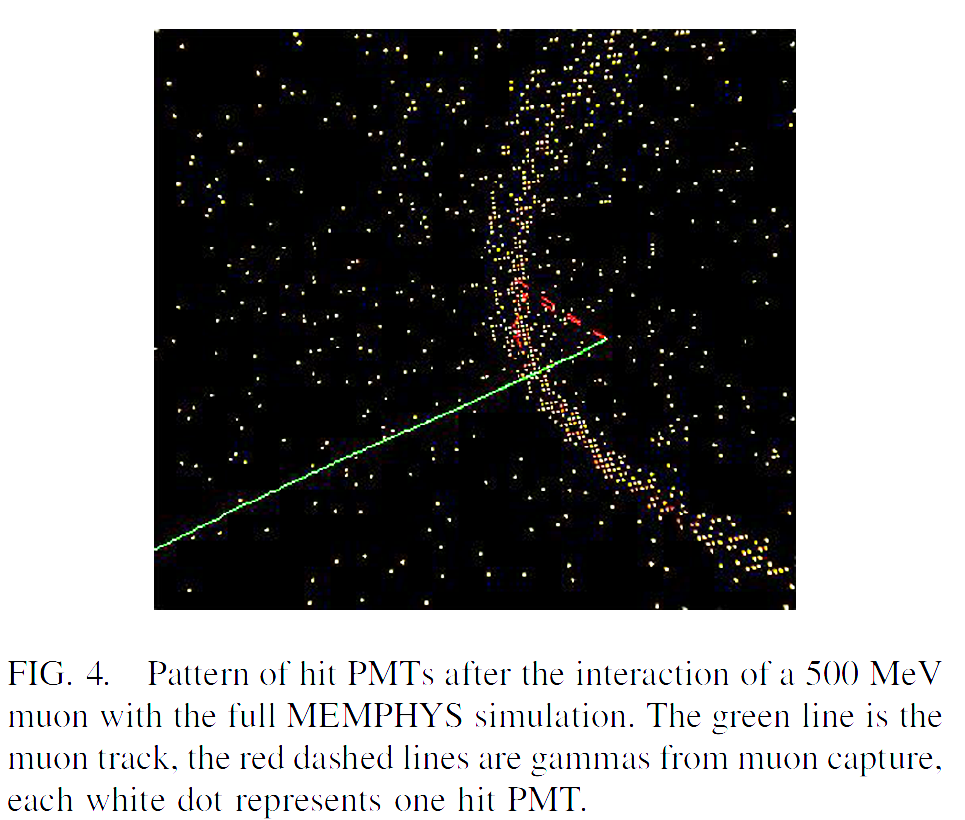 FIG. 4. Pattern of hit PMTs after the interaction of a 500 MeV
muon with the full MEMPHYS simulation. The green line is the
muon track, the red dashed lines are gammas from muon capture,
each white dot represents one hit PMT.